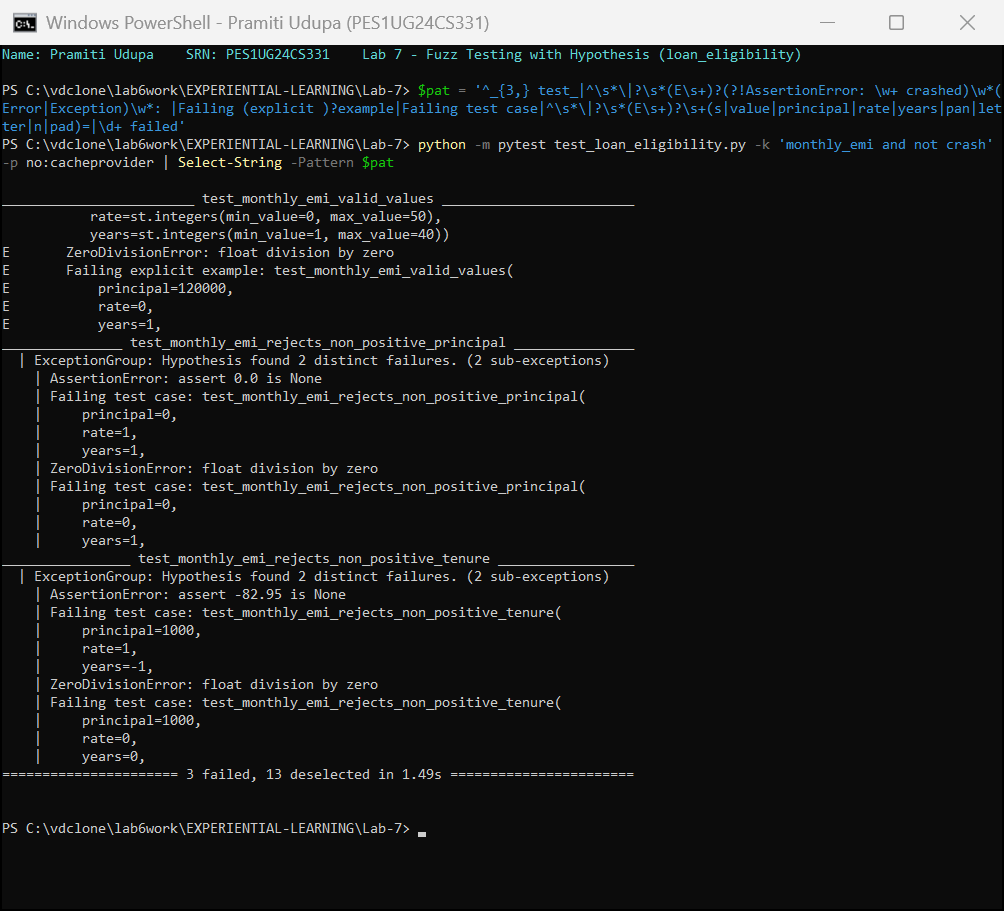 Windows PowerShell - Pramiti Udupa (PES1UG24CS331)
Name: Pramiti Udupa    SRN: PES1UG24CS331    Lab 7 - Fuzz Testing with Hypothesis (loan_eligibility)
PS C:\vdclone\lab6work\EXPERIENTIAL-LEARNING\Lab-7> $pat = '^_{3,} test_|^\s*\|?\s*(E\s+)?(?!AssertionError: \w+ crashed)\w*(
Error|Exception)\w*: |Failing (explicit )?example|Failing test case|^\s*\|?\s*(E\s+)?\s+(s|value|principal|rate|years|pan|let
ter|n|pad)=|\d+ failed'
PS C:\vdclone\lab6work\EXPERIENTIAL-LEARNING\Lab-7> python -m pytest test_loan_eligibility.py -k 'monthly_emi and not crash'
-p no:cacheprovider | Select-String -Pattern $pat
________________________ test_monthly_emi_valid_values ________________________
           rate=st.integers(min_value=0, max_value=50),
           years=st.integers(min_value=1, max_value=40))
E       ZeroDivisionError: float division by zero
E       Failing explicit example: test_monthly_emi_valid_values(
E           principal=120000,
E           rate=0,
E           years=1,
_______________ test_monthly_emi_rejects_non_positive_principal _______________
  | ExceptionGroup: Hypothesis found 2 distinct failures. (2 sub-exceptions)
    | AssertionError: assert 0.0 is None
    | Failing test case: test_monthly_emi_rejects_non_positive_principal(
    |     principal=0,
    |     rate=1,
    |     years=1,
    | ZeroDivisionError: float division by zero
    | Failing test case: test_monthly_emi_rejects_non_positive_principal(
    |     principal=0,
    |     rate=0,
    |     years=1,
________________ test_monthly_emi_rejects_non_positive_tenure _________________
  | ExceptionGroup: Hypothesis found 2 distinct failures. (2 sub-exceptions)
    | AssertionError: assert -82.95 is None
    | Failing test case: test_monthly_emi_rejects_non_positive_tenure(
    |     principal=1000,
    |     rate=1,
    |     years=-1,
    | ZeroDivisionError: float division by zero
    | Failing test case: test_monthly_emi_rejects_non_positive_tenure(
    |     principal=1000,
    |     rate=0,
    |     years=0,
====================== 3 failed, 13 deselected in 1.49s =======================
PS C:\vdclone\lab6work\EXPERIENTIAL-LEARNING\Lab-7>